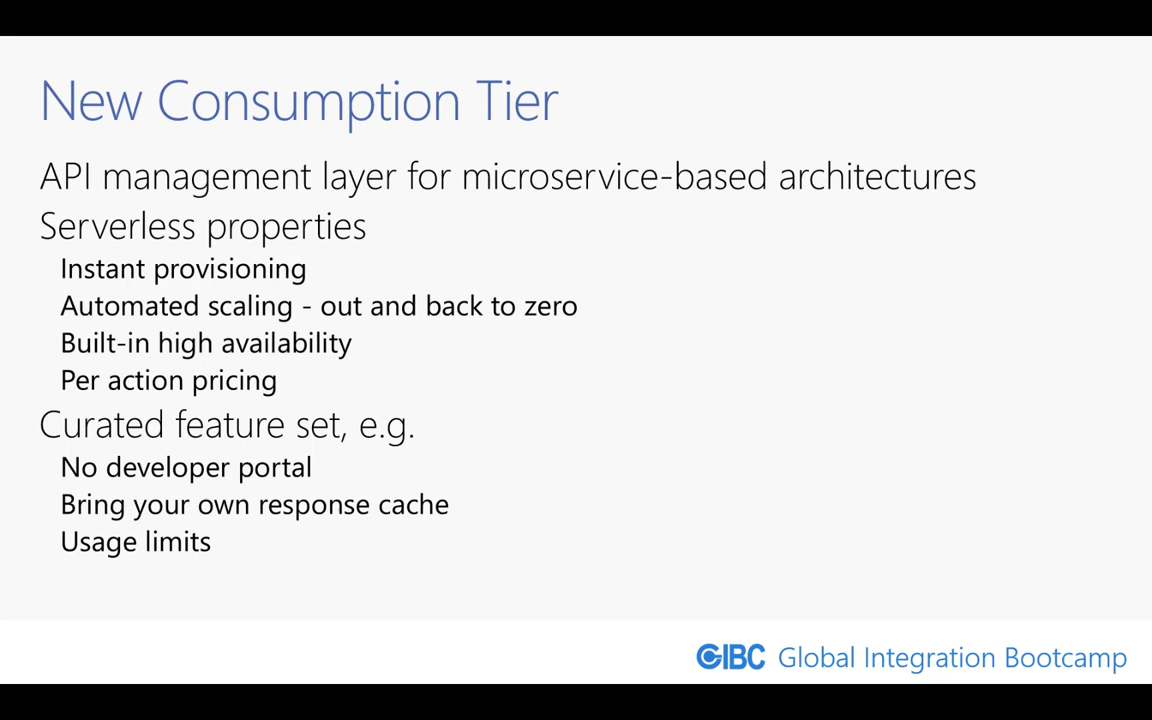 New Consumption Tier
API management layer for microservice-based architectures
Serverless properties
Instant provisioning
Automated scaling - out and back to zero
Built-in high availability
Per action pricing
Curated feature set, e.g.
No developer portal
Bring your own response cache
Usage limits
GIBC Global Integration Bootcamp